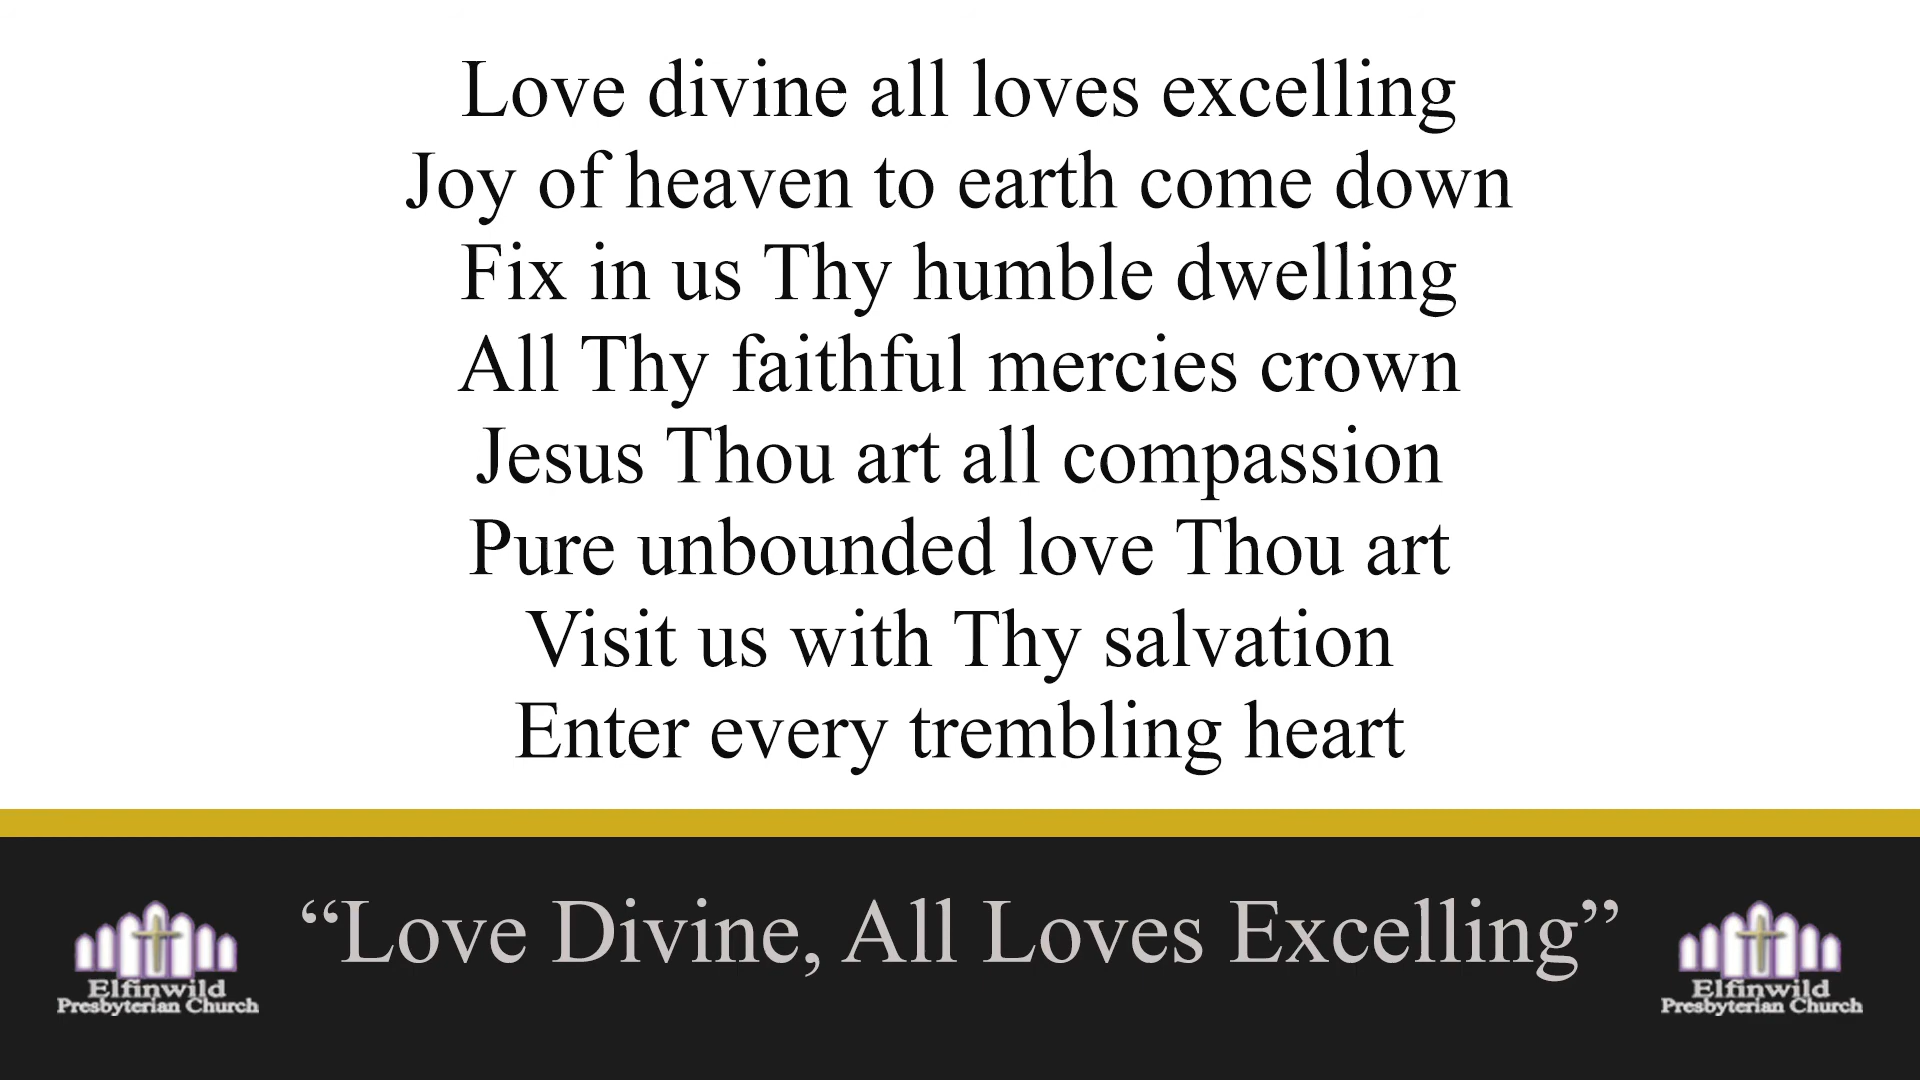 Love divine all loves excelling
Joy of heaven to earth come down
Fix in us Thy humble dwelling
All Thy faithful mercies crown
Jesus Thou art all compassion
Pure unbounded love Thou art
Visit us with Thy salvation
Enter every trembling heart
“Love Divine, All Loves Excelling”
Elfinwild
Presbyterian Church
Elfinwild
Presbyterian Church